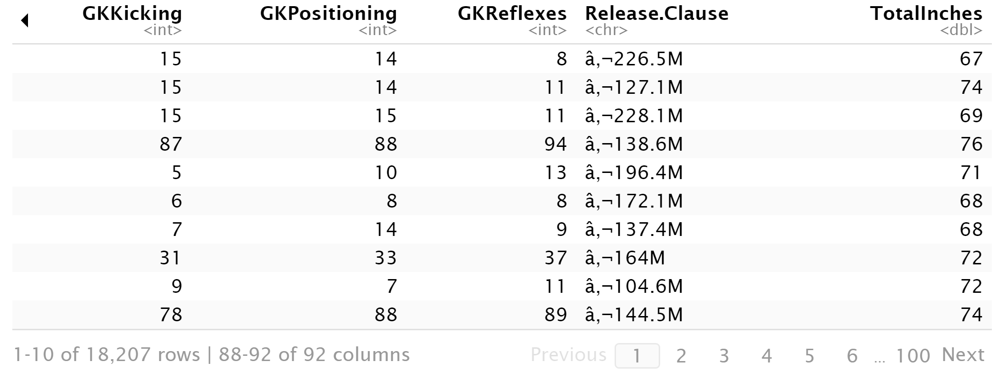 GKKicking GKPositioning GKReflexes Release.Clause TotalInches
<int> <int> <int> <chr> <dbl>
15 14 8 â‚¬226.5M 67
15 14 11 â‚¬127.1M 74
15 15 11 â‚¬228.1M 69
87 88 94 â‚¬138.6M 76
5 10 13 â‚¬196.4M 71
6 8 8 â‚¬172.1M 68
7 14 9 â‚¬137.4M 68
31 33 37 â‚¬164M 72
9 7 11 â‚¬104.6M 72
78 88 89 â‚¬144.5M 74
1-10 of 18,207 rows | 88-92 of 92 columns Previous 1 2 3 4 5 6 ... 100 Next